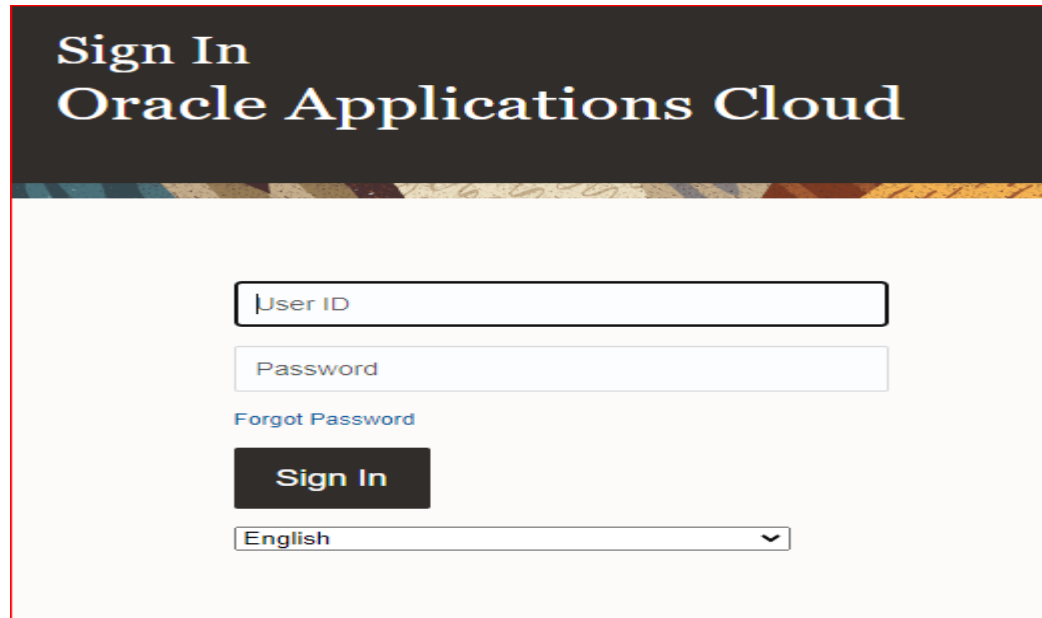 Sign In
Oracle Applications Cloud
User ID
Password
Forgot Password
Sign In
English